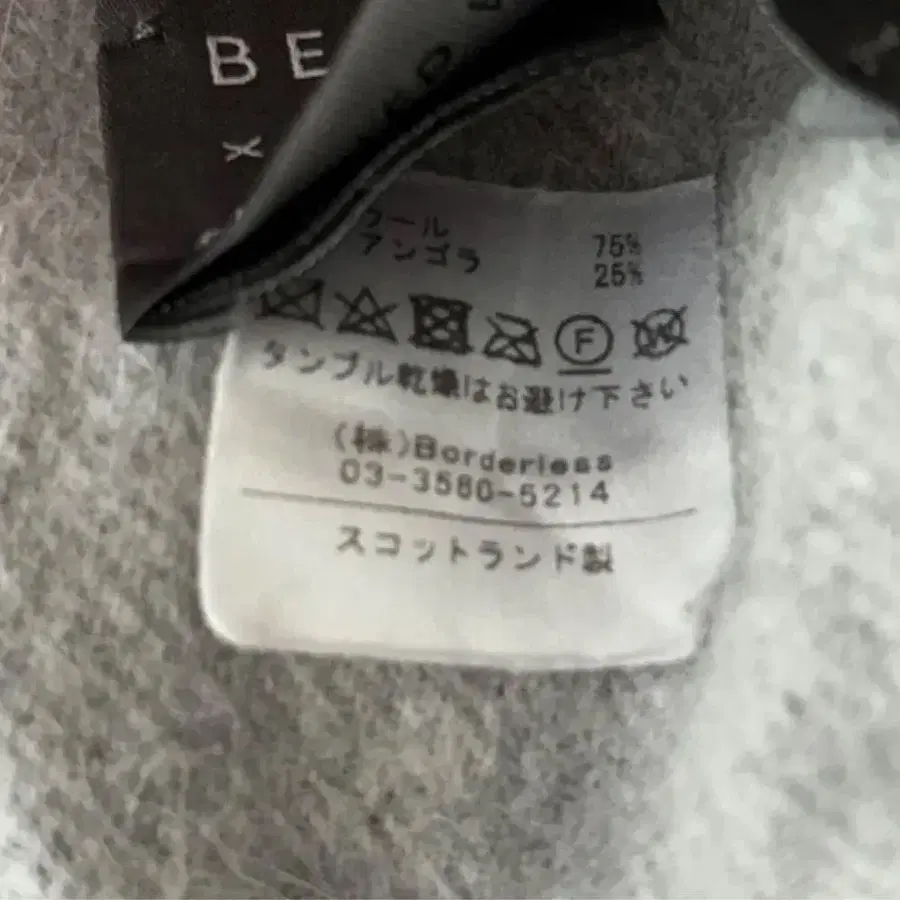 BE
×
ウール 75%
アンゴラ 25%
F W
タンブル乾燥はお避け下さい
(株)Borderless
03-3560-5214
スコットランド製